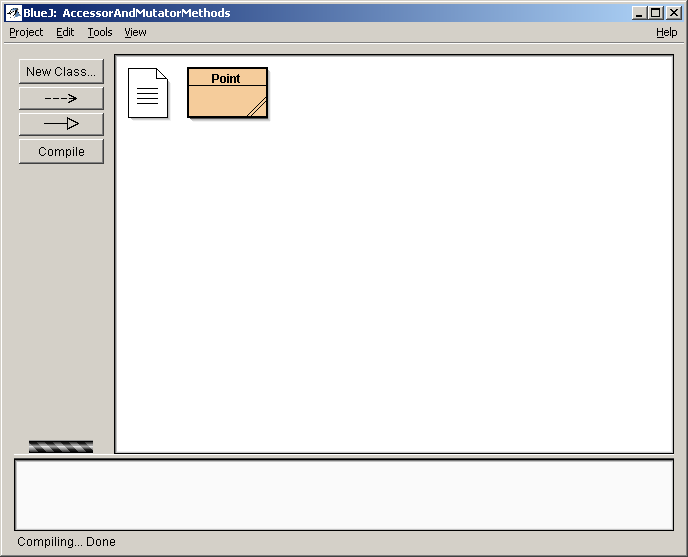 BlueJ: AccessorAndMutatorMethods
Project Edit Tools View Help
New Class...
Point
Compile
Compiling... Done